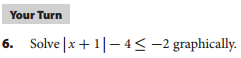 Your Turn
6. Solve |x + 1| − 4 ≤ −2 graphically.